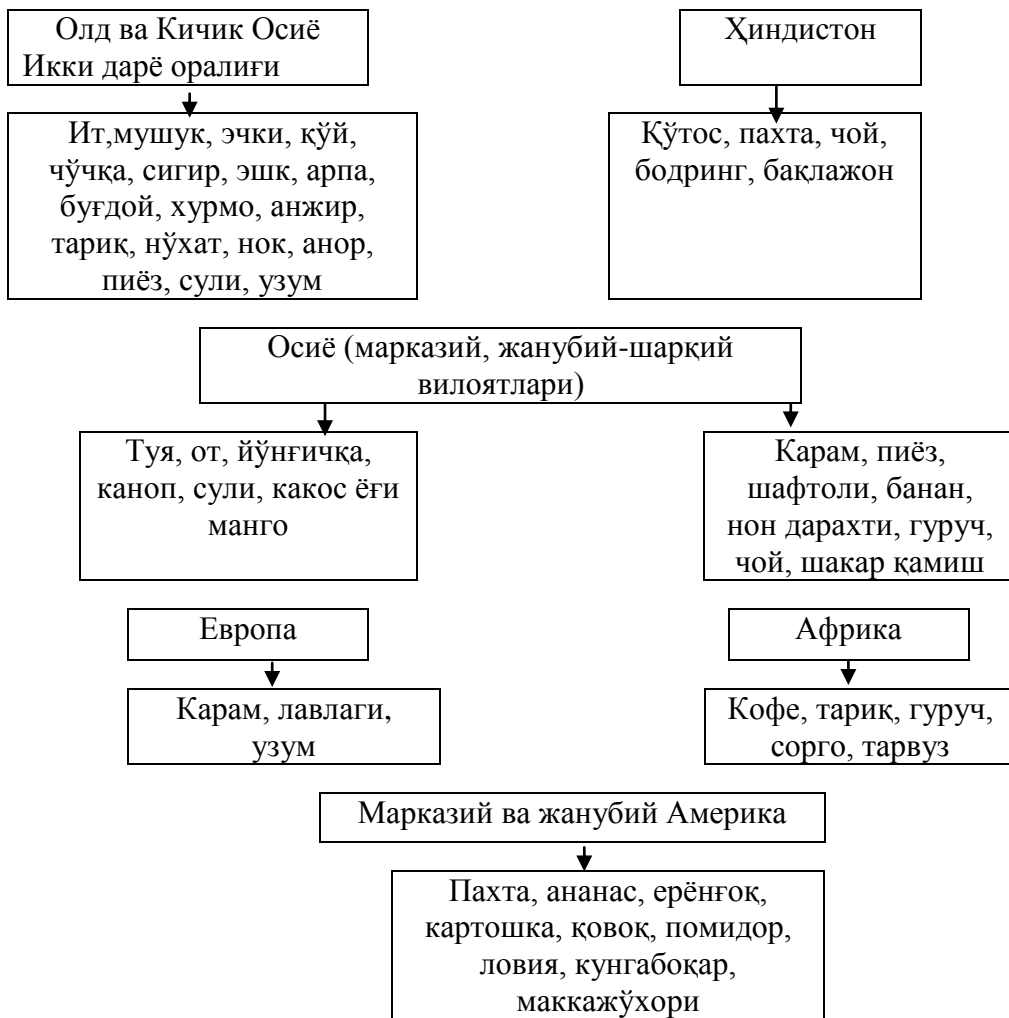 Олд ва Кичик Осиё
Икки дарё оралиғи
Ҳиндистон
Ит,мушук, эчки, қўй,
чўчқа, сигир, эшк, арпа,
буғдой, хурмо, анжир,
тариқ, нўхат, нок, анор,
пиёз, сули, узум
Қўтос, пахта, чой,
бодринг, бақлажон
Осиё (марказий, жанубий-шарқий
вилоятлари)
Туя, от, йўнғичқа,
каноп, сули, какос ёғи
манго
Карам, пиёз,
шафтоли, банан,
нон дарахти, гуруч,
чой, шакар қамиш
Европа
Африка
Карам, лавлаги,
узум
Кофе, тариқ, гуруч,
сорго, тарвуз
Марказий ва жанубий Америка
Пахта, ананас, ерёнғоқ,
картошка, қовоқ, помидор,
ловия, кунгабоқар,
маккажўхори